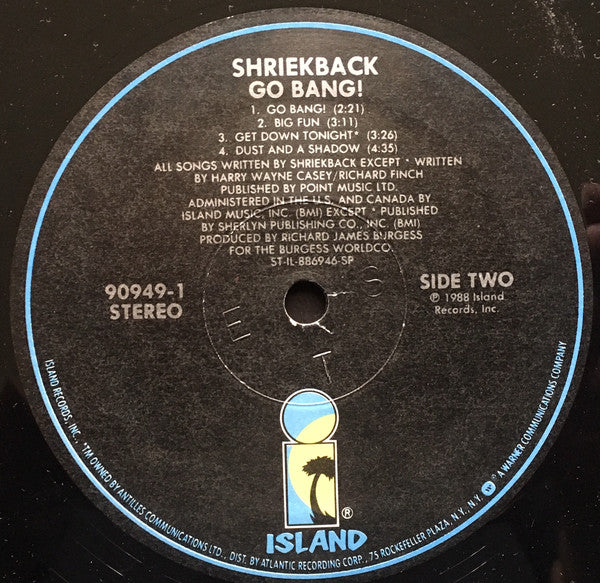 SHRIEKBACK
GO BANG!
1. GO BANG! (2:21)
2. BIG FUN (3:11)
3. GET DOWN TONIGHT* (3:26)
4. DUST AND A SHADOW (4:35)
ALL SONGS WRITTEN BY SHRIEKBACK EXCEPT * WRITTEN
BY HARRY WAYNE CASEY/RICHARD FINCH
PUBLISHED BY POINT MUSIC LTD.
ADMINISTERED IN THE U.S. AND CANADA BY
ISLAND MUSIC, INC. (BMI) EXCEPT * PUBLISHED
BY SHERLYN PUBLISHING CO., INC. (BMI)
PRODUCED BY RICHARD JAMES BURGESS
FOR THE BURGESS WORLDCO.
ST-IL-886946-SP
90949-1
STEREO
SIDE TWO
℗ 1988 Island
Records, Inc.
ISLAND®
ISLAND RECORDS, INC., *TM OWNED BY ANTILLES COMMUNICATIONS LTD., DIST. BY ATLANTIC RECORDING CORP., 75 ROCKEFELLER PLAZA, N.Y., N.Y. A WARNER COMMUNICATIONS COMPANY